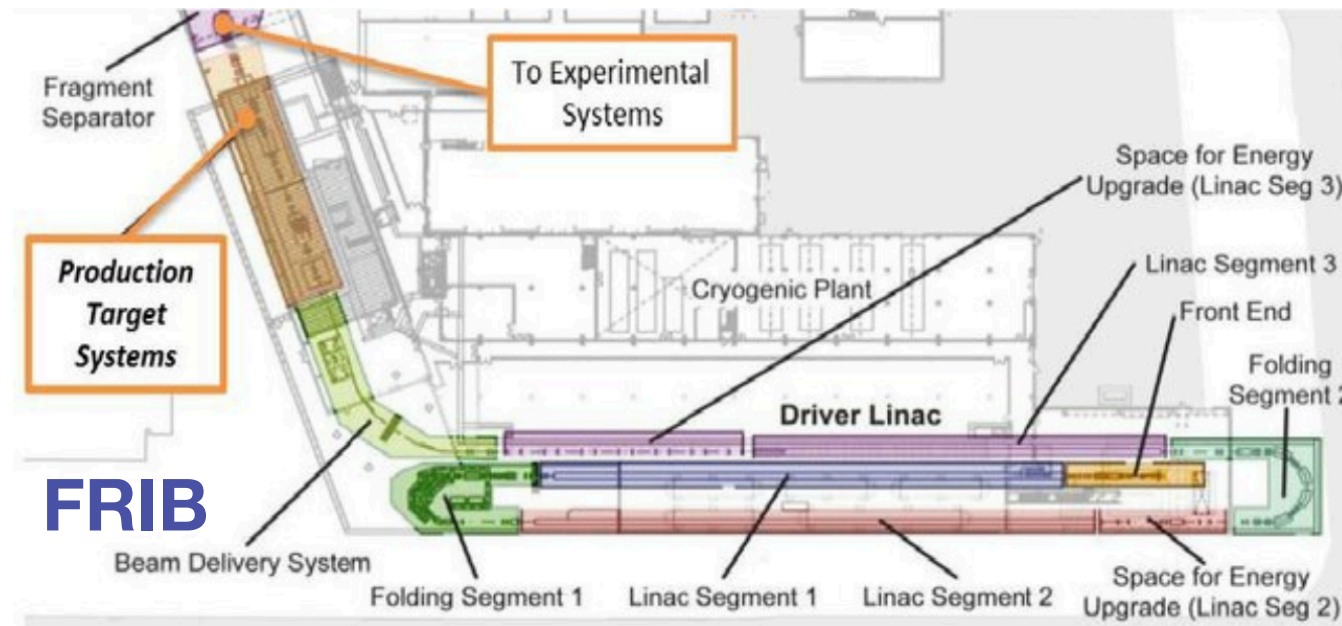 Fragment
Separator
To Experimental
Systems
Space for Energy
Upgrade (Linac Seg 3)
Production
Target
Systems
Cryogenic Plant
Linac Segment 3
Front End
Folding
Segment 2
Driver Linac
FRIB
Beam Delivery System
Folding Segment 1
Linac Segment 1
Linac Segment 2
Space for Energy
Upgrade (Linac Seg 2)